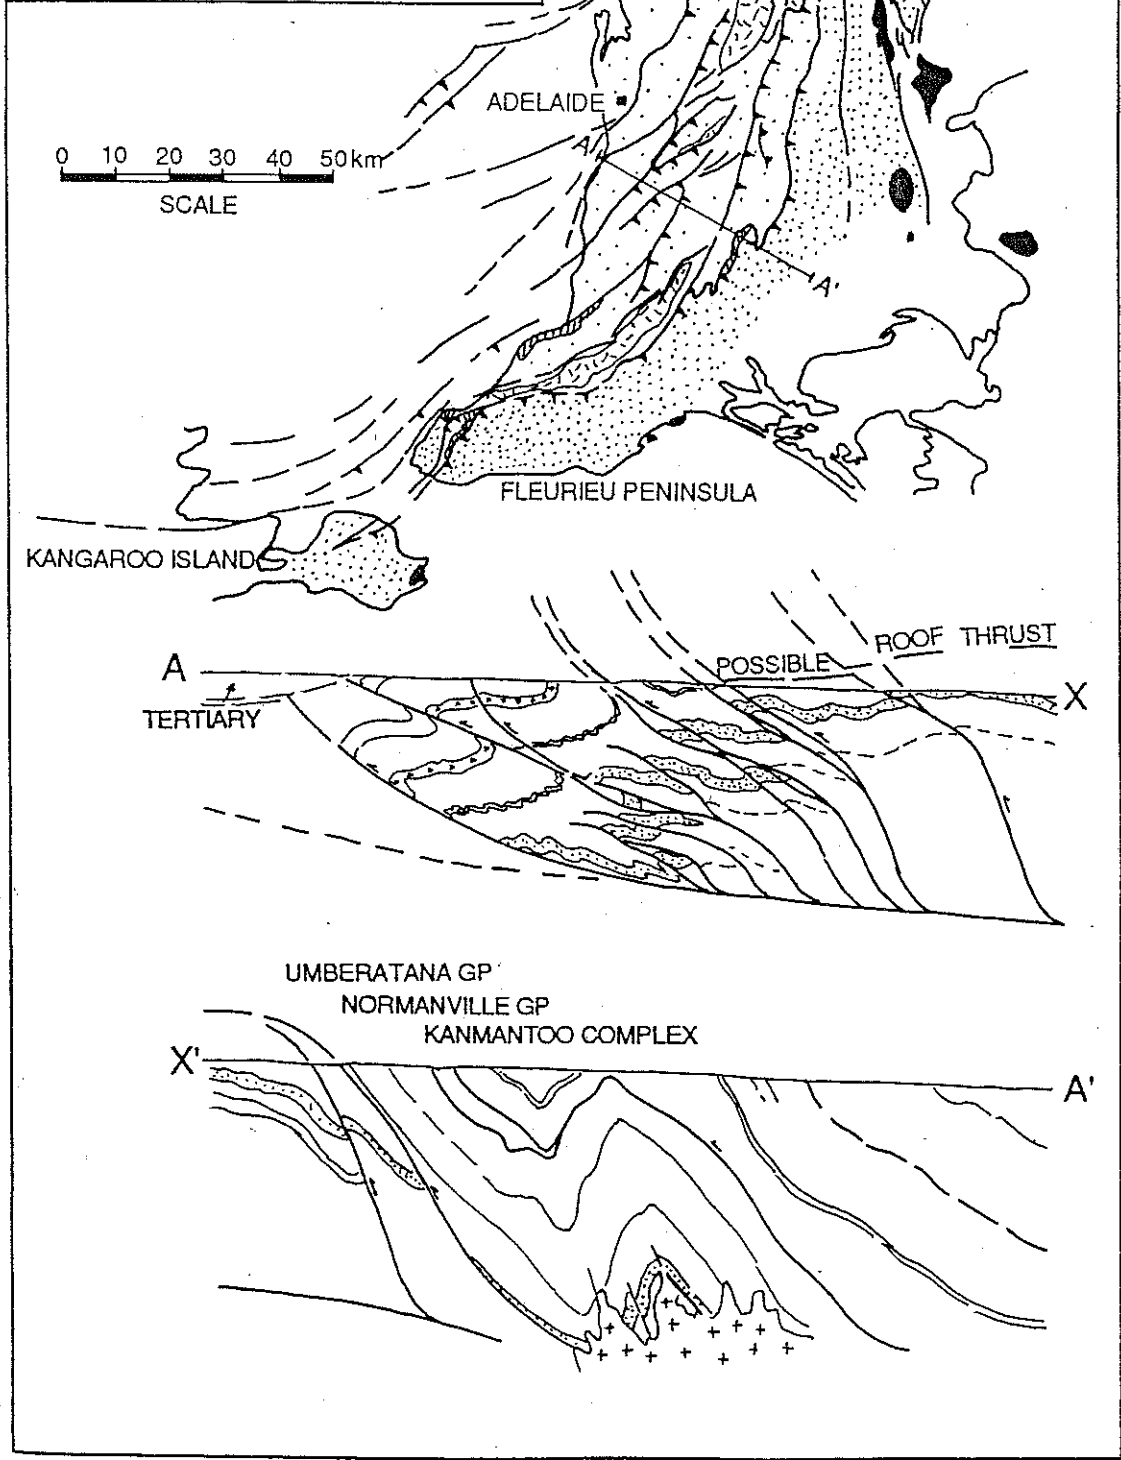 ADELAIDE
A
0 10 20 30 40 50km
SCALE
A'
FLEURIEU PENINSULA
KANGAROO ISLAND
A
POSSIBLE ROOF THRUST
X
TERTIARY
UMBERATANA GP
NORMANVILLE GP
KANMANTOO COMPLEX
X'
A'